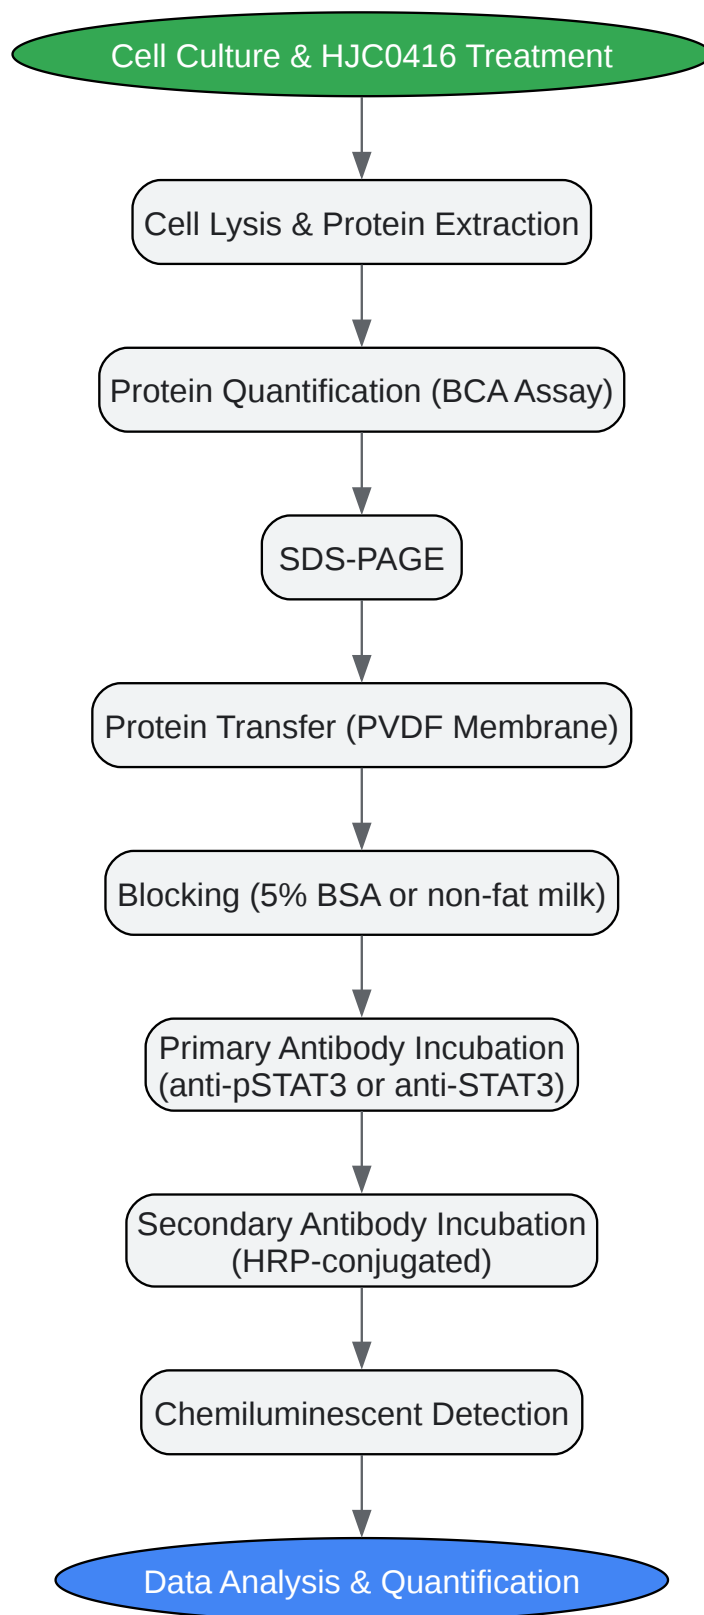 Cell Culture & HJC0416 Treatment
Cell Lysis & Protein Extraction
Protein Quantification (BCA Assay)
SDS-PAGE
Protein Transfer (PVDF Membrane)
Blocking (5% BSA or non-fat milk)
Primary Antibody Incubation
(anti-pSTAT3 or anti-STAT3)
Secondary Antibody Incubation
(HRP-conjugated)
Chemiluminescent Detection
Data Analysis & Quantification